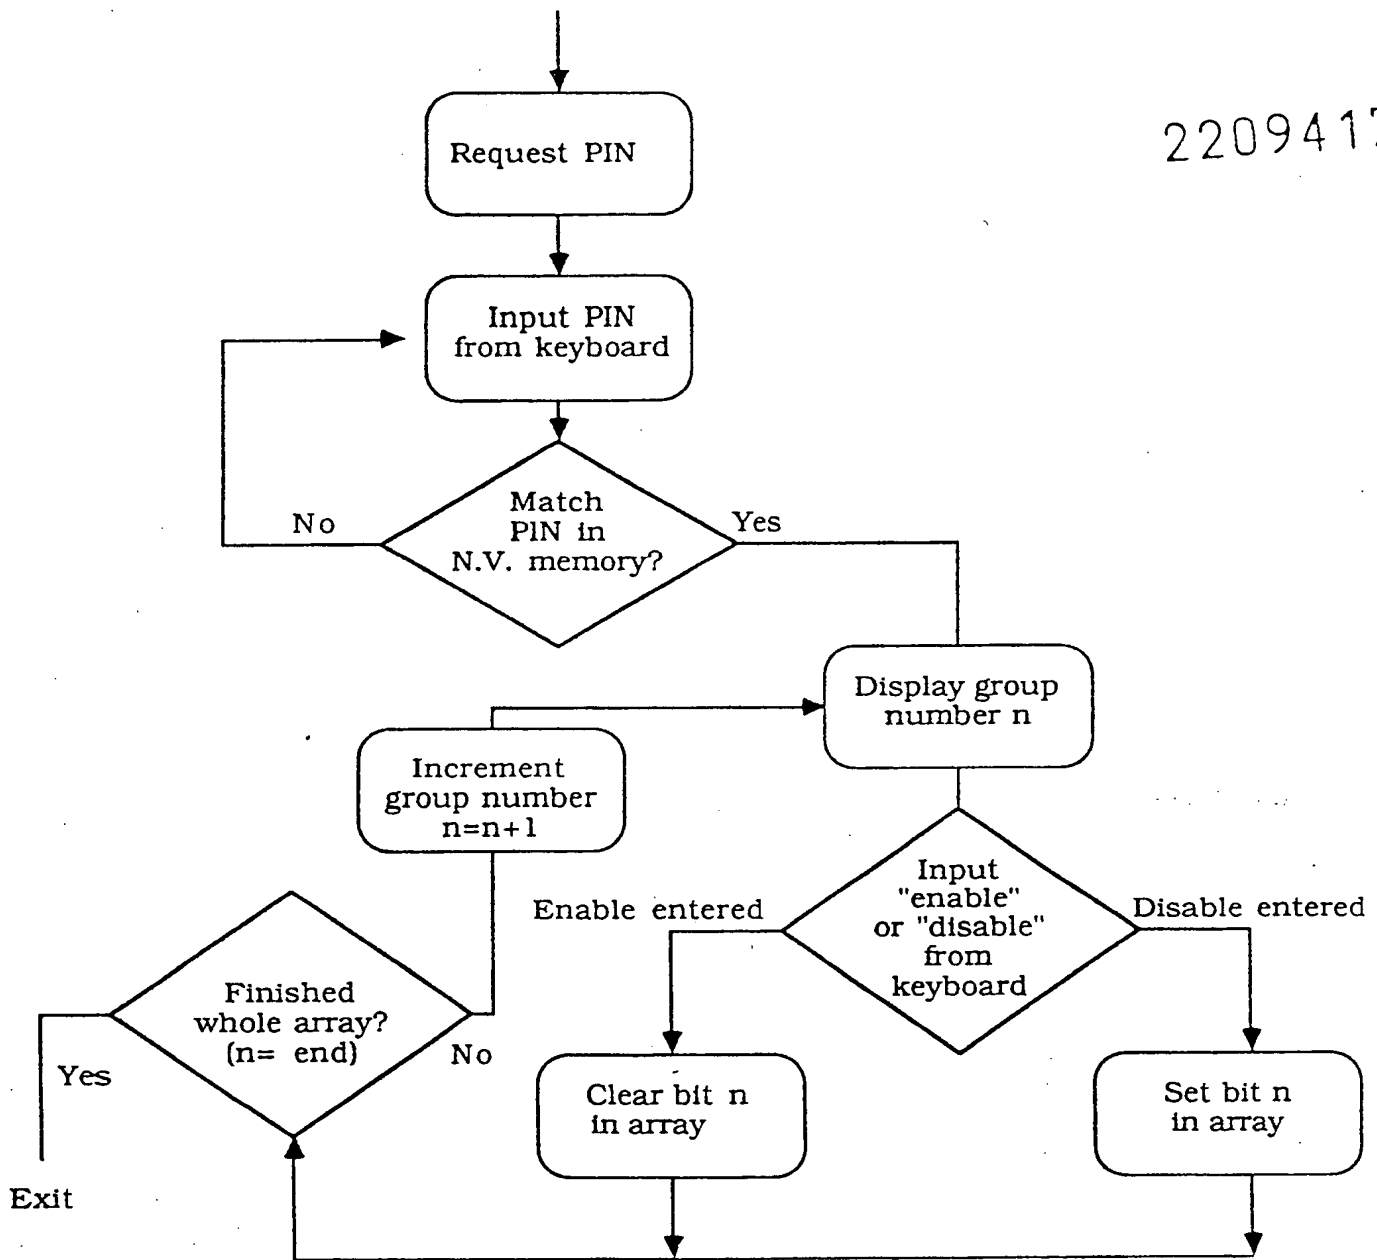 2209417
Request PIN
Input PIN
from keyboard
Match
PIN in
N.V. memory?
No
Yes
Display group
number n
Increment
group number
n=n+1
Input
"enable"
or "disable"
from
keyboard
Enable entered
Disable entered
Finished
whole array?
(n= end)
No
Yes
Clear bit n
in array
Set bit n
in array
Exit